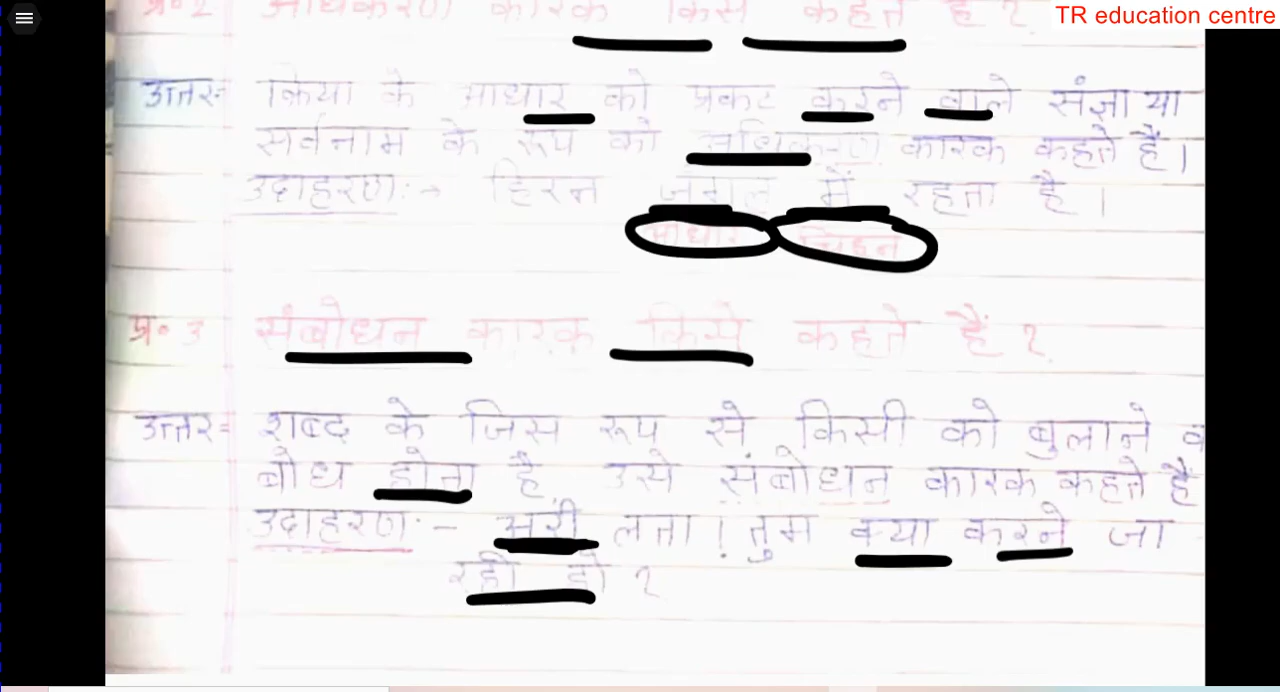 TR education centre
प्र॰ 2 अधिकरण कारक किसे कहते हैं ?
उत्तर:- क्रिया के आधार को प्रकट करने वाले संज्ञा या
सर्वनाम के रूप को अधिकरण कारक कहते हैं।
उदाहरण:→ हिरन जंगल में रहता है।
आधार चिह्न
प्र॰ 3 संबोधन कारक किसे कहते हैं ?
उत्तर= शब्द के जिस रूप से किसी को बुलाने
बोध होता है, उसे संबोधन कारक कहते हैं
उदाहरण:- अरी लता! तुम क्या करने जा
रही हो ?